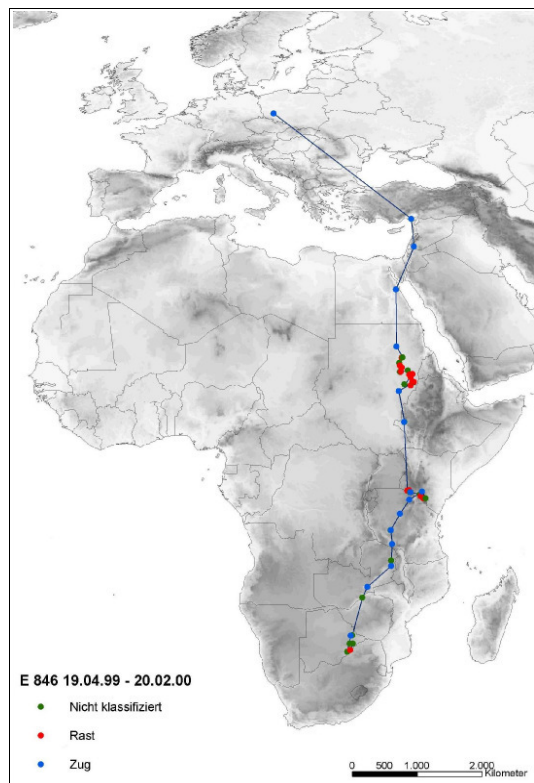 E 846 19.04.99 - 20.02.00
Nicht klassifiziert
Rast
Zug
0 500 1.000 2.000
Kilometer